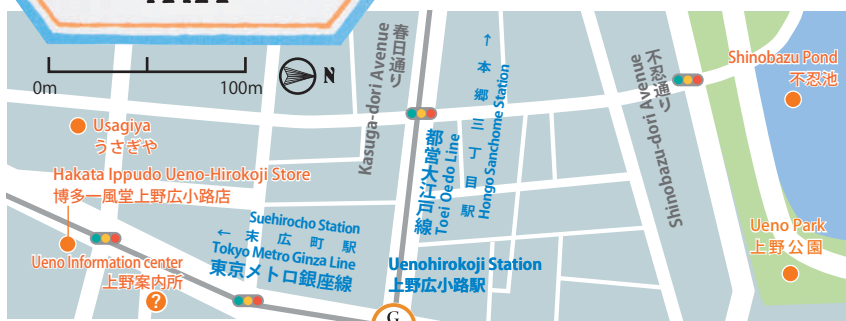 0m
100m
N
Usagiya
うさぎや
Hakata Ippudo Ueno-Hirokoji Store
博多一風堂上野広小路店
Ueno Information center
上野案内所
?
Suehirocho Station
← 末広町駅
Tokyo Metro Ginza Line
東京メトロ銀座線
Kasuga-dori Avenue
春日通り
都営大江戸線
Toei Oedo Line
← 本郷三丁目駅
Hongo Sanchome Station
Uenohirokoji Station
上野広小路駅
G
Shinobazu-dori Avenue
不忍通り
Shinobazu Pond
不忍池
Ueno Park
上野公園